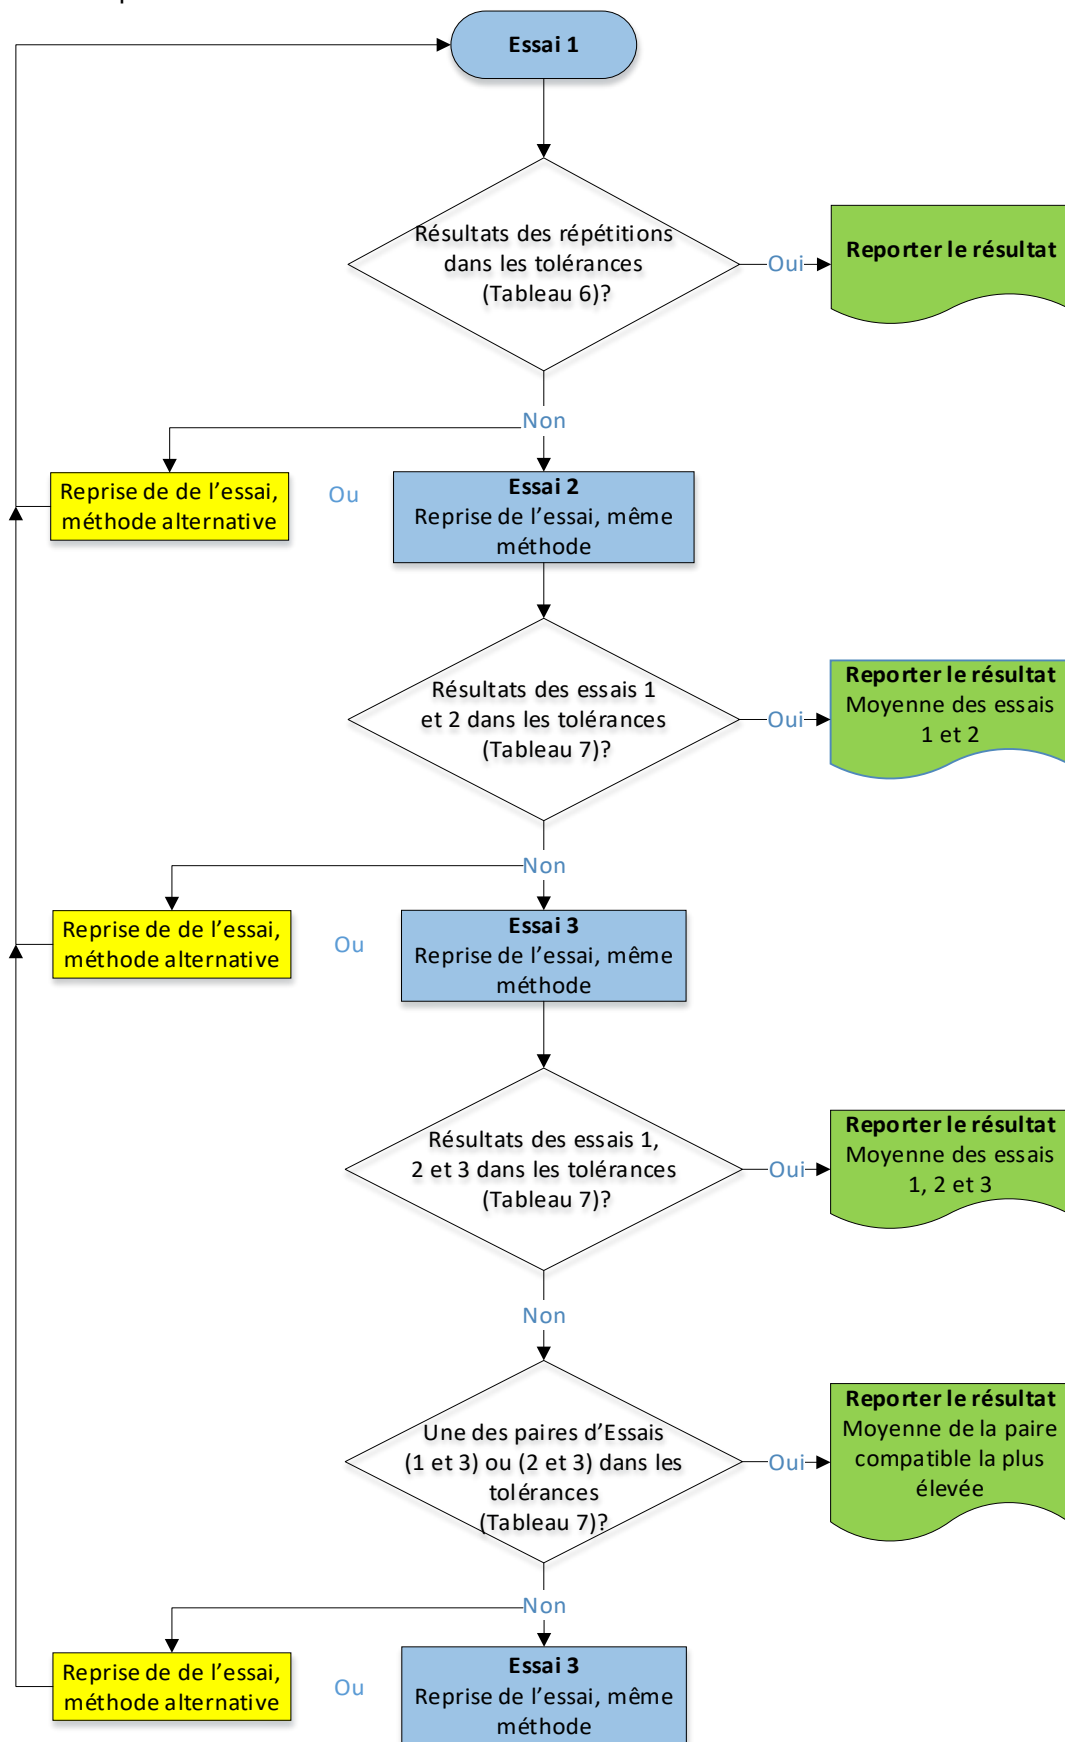 Essai 1
Résultats des répétitions
dans les tolérances
(Tableau 6)?
Oui
Reporter le résultat
Non
Reprise de de l'essai,
méthode alternative
Ou
Essai 2
Reprise de l'essai, même
méthode
Résultats des essais 1
et 2 dans les tolérances
(Tableau 7)?
Oui
Reporter le résultat
Moyenne des essais
1 et 2
Non
Reprise de de l'essai,
méthode alternative
Ou
Essai 3
Reprise de l'essai, même
méthode
Résultats des essais 1,
2 et 3 dans les tolérances
(Tableau 7)?
Oui
Reporter le résultat
Moyenne des essais
1, 2 et 3
Non
Une des paires d'Essais
(1 et 3) ou (2 et 3) dans les
tolérances
(Tableau 7)?
Oui
Reporter le résultat
Moyenne de la paire
compatible la plus
élevée
Non
Reprise de de l'essai,
méthode alternative
Ou
Essai 3
Reprise de l'essai, même
méthode